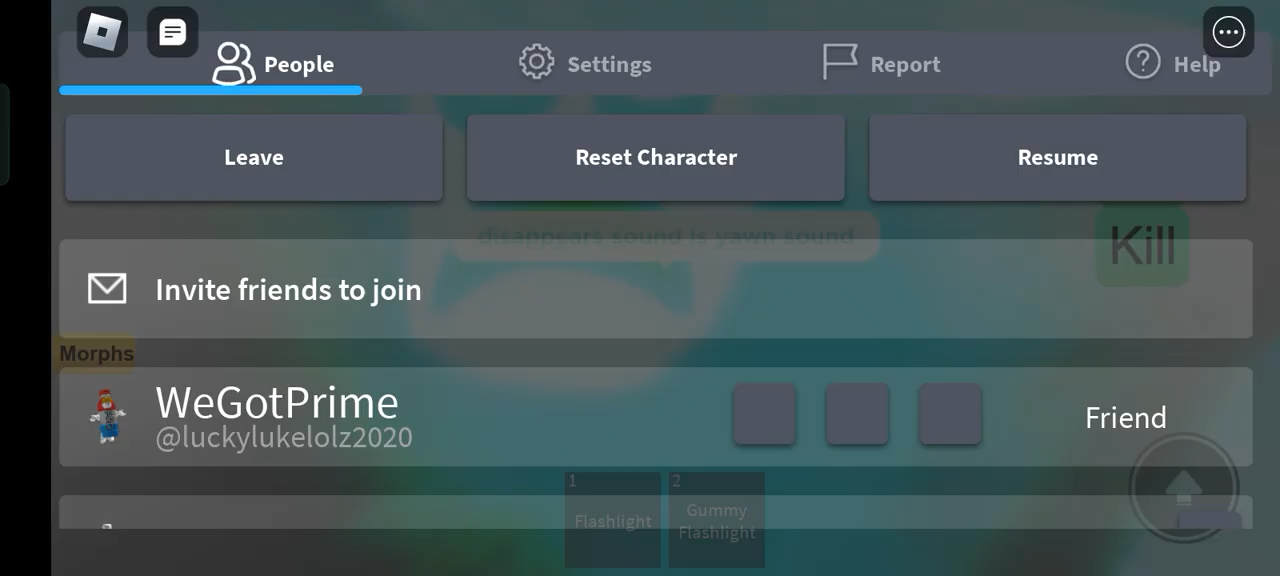 People
Settings
Report
Help
Leave
Reset Character
Resume
disappears sound is yawn sound
Kill
Invite friends to join
Morphs
WeGotPrime
@luckylukelolz2020
Friend
1
Flashlight
2
Gummy
Flashlight